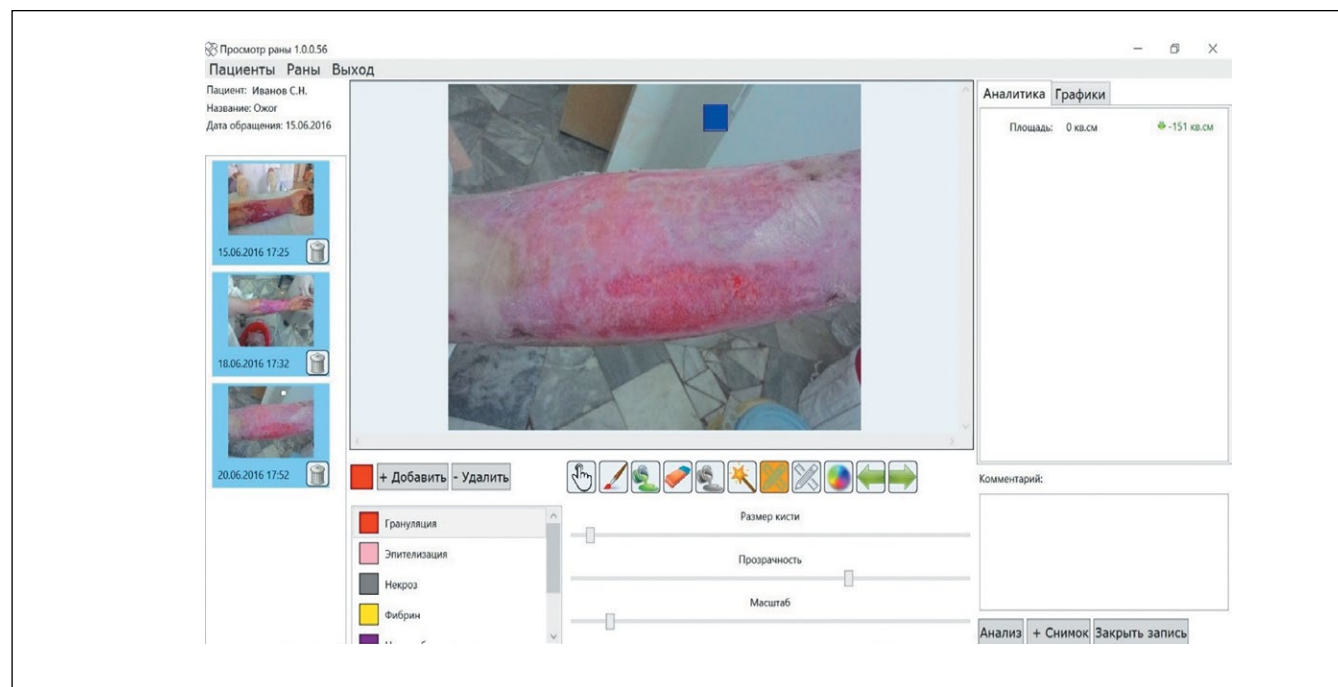 Просмотр раны 1.0.0.56
Пациенты Раны Выход
Пациент: Иванов С.Н.
Название: Ожог
Дата обращения: 15.06.2016
15.06.2016 17:25
18.06.2016 17:32
20.06.2016 17:52
+ Добавить - Удалить
Грануляция
Эпителизация
Некроз
Фибрин
Размер кисти
Прозрачность
Масштаб
Аналитика Графики
Площадь: 0 кв.см -151 кв.см
Комментарий:
Анализ + Снимок Закрыть запись